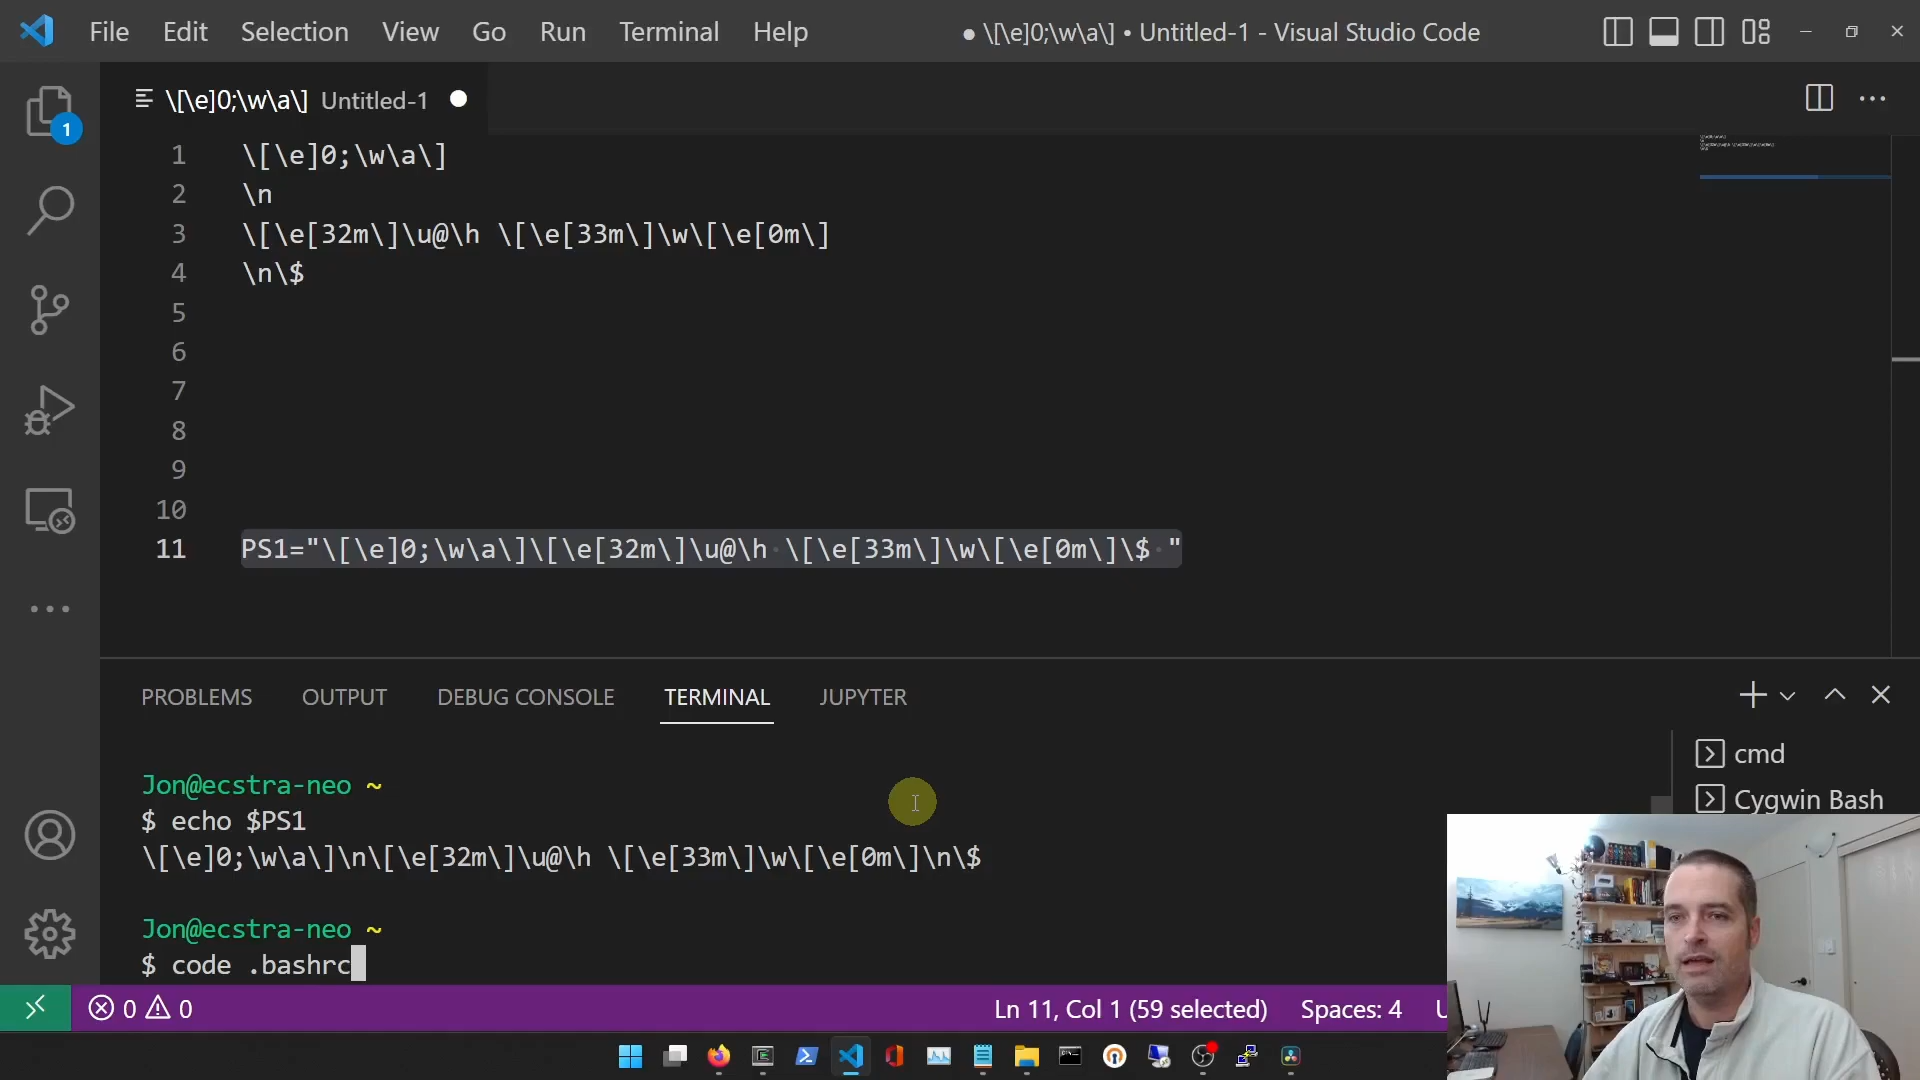 File Edit Selection View Go Run Terminal Help
● \[\e]0;\w\a\] • Untitled-1 - Visual Studio Code
\[\e]0;\w\a\] Untitled-1
1
1 \[\e]0;\w\a\]
2 \n
3 \[\e[32m\]\u@\h \[\e[33m\]\w\[\e[0m\]
4 \n\$
5
6
7
8
9
10
11 PS1="\[\e]0;\w\a\]\[\e[32m\]\u@\h \[\e[33m\]\w\[\e[0m\]\$ "
PROBLEMS OUTPUT DEBUG CONSOLE TERMINAL JUPYTER
cmd
Cygwin Bash
Jon@ecstra-neo ~
$ echo $PS1
\[\e]0;\w\a\]\n\[\e[32m\]\u@\h \[\e[33m\]\w\[\e[0m\]\n\$
Jon@ecstra-neo ~
$ code .bashrc
0 0 Ln 11, Col 1 (59 selected) Spaces: 4